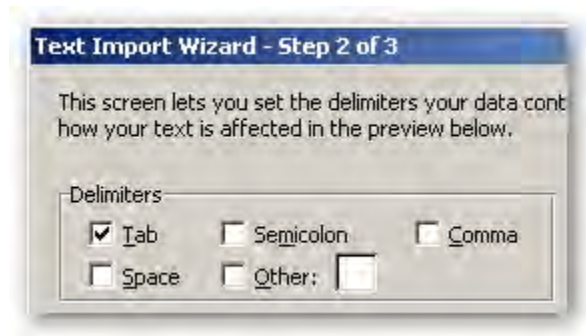 Text Import Wizard - Step 2 of 3
This screen lets you set the delimiters your data cont
how your text is affected in the preview below.
Delimiters
Tab Semicolon Comma
Space Other: